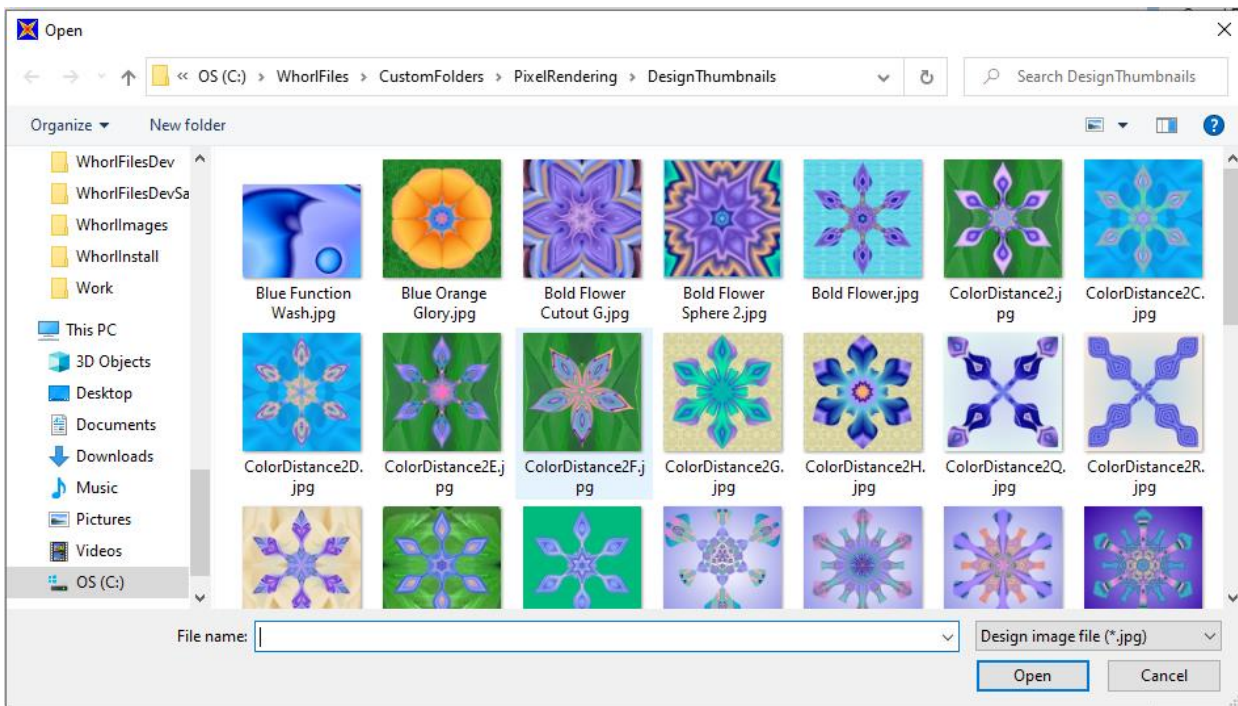 Open
« OS (C:) › WhorlFiles › CustomFolders › PixelRendering › DesignThumbnails
Search DesignThumbnails
Organize
New folder
WhorlFilesDev
WhorlFilesDevSa
WhorlImages
WhorlInstall
Work
This PC
3D Objects
Desktop
Documents
Downloads
Music
Pictures
Videos
OS (C:)
Blue Function
Wash.jpg
Blue Orange
Glory.jpg
Bold Flower
Cutout G.jpg
Bold Flower
Sphere 2.jpg
Bold Flower.jpg
ColorDistance2.j
pg
ColorDistance2C.
jpg
ColorDistance2D.
jpg
ColorDistance2E.j
pg
ColorDistance2F.j
pg
ColorDistance2G.
jpg
ColorDistance2H.
jpg
ColorDistance2Q.
jpg
ColorDistance2R.
jpg
File name:
Design image file (*.jpg)
Open
Cancel